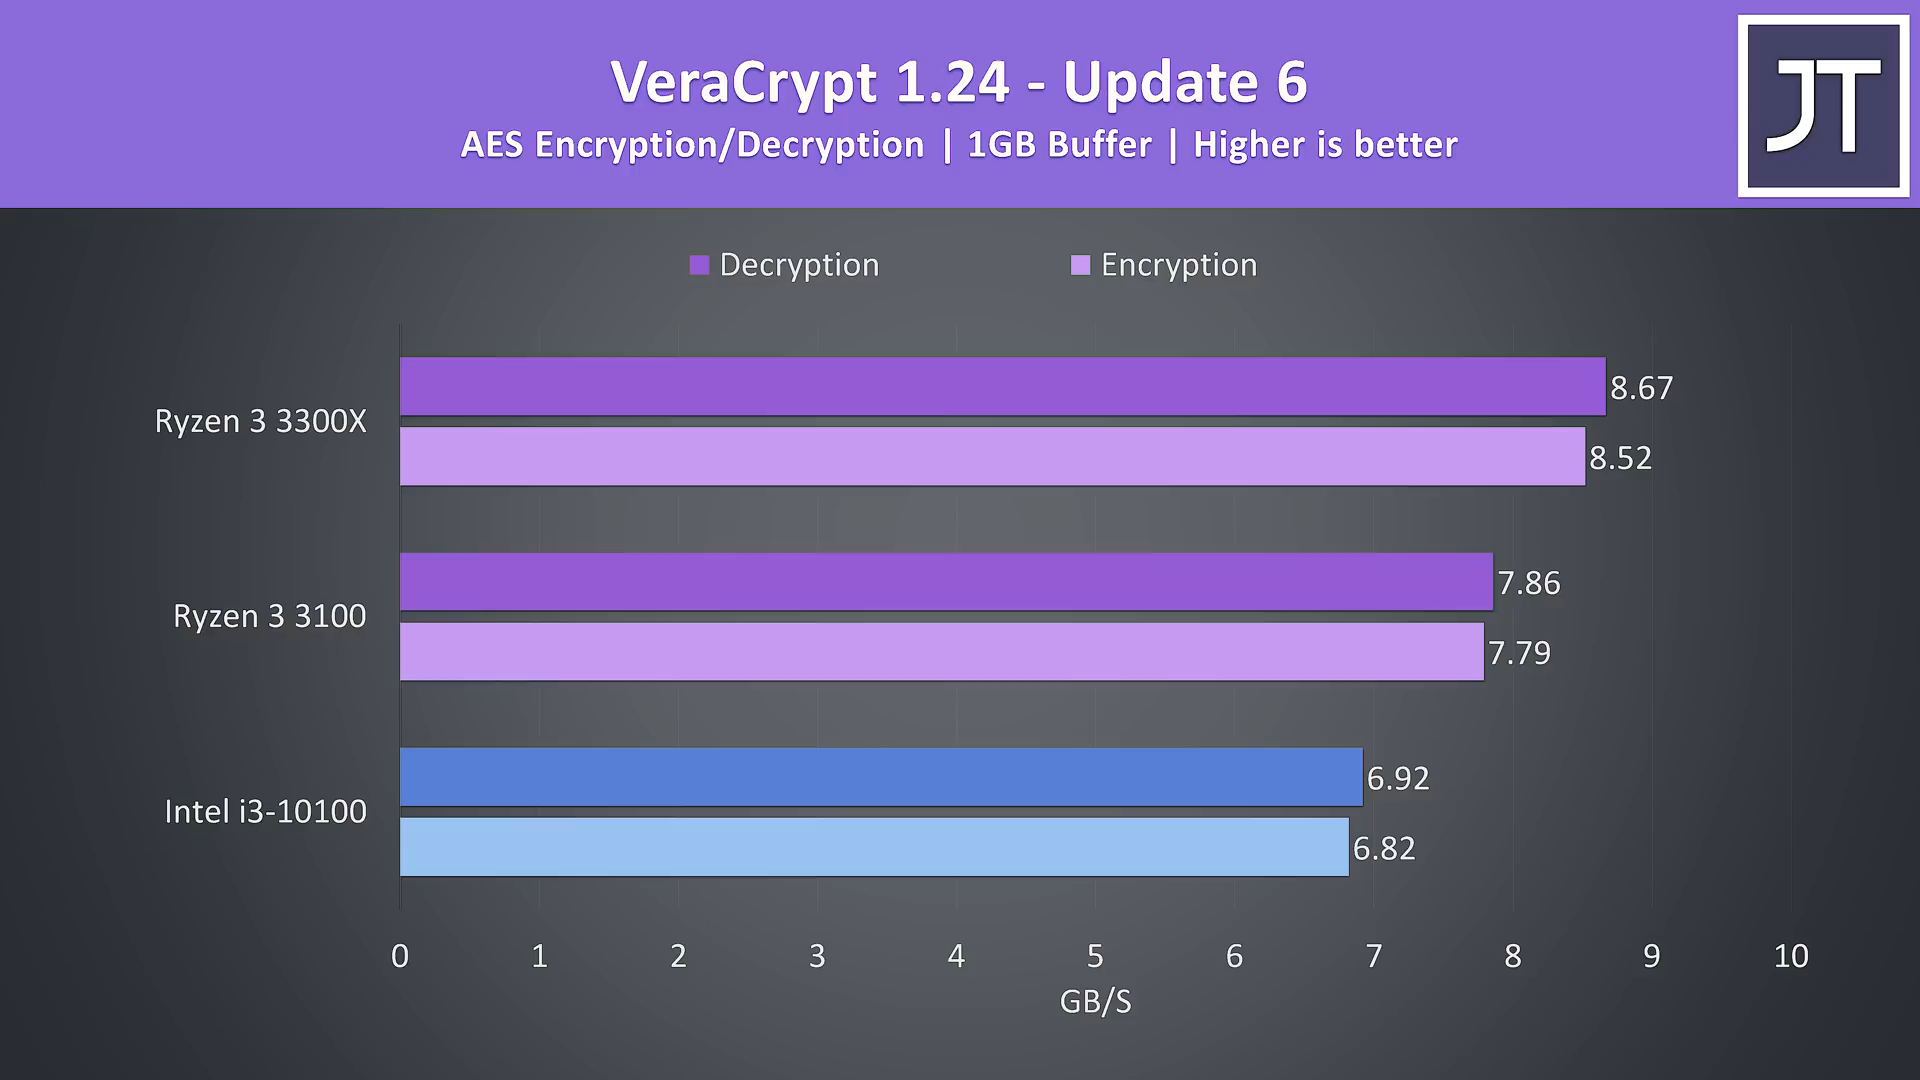 VeraCrypt 1.24 - Update 6
AES Encryption/Decryption | 1GB Buffer | Higher is better
JT
Decryption
Encryption
Ryzen 3 3300X
8.67
8.52
Ryzen 3 3100
7.86
7.79
Intel i3-10100
6.92
6.82
0 1 2 3 4 5 6 7 8 9 10
GB/S